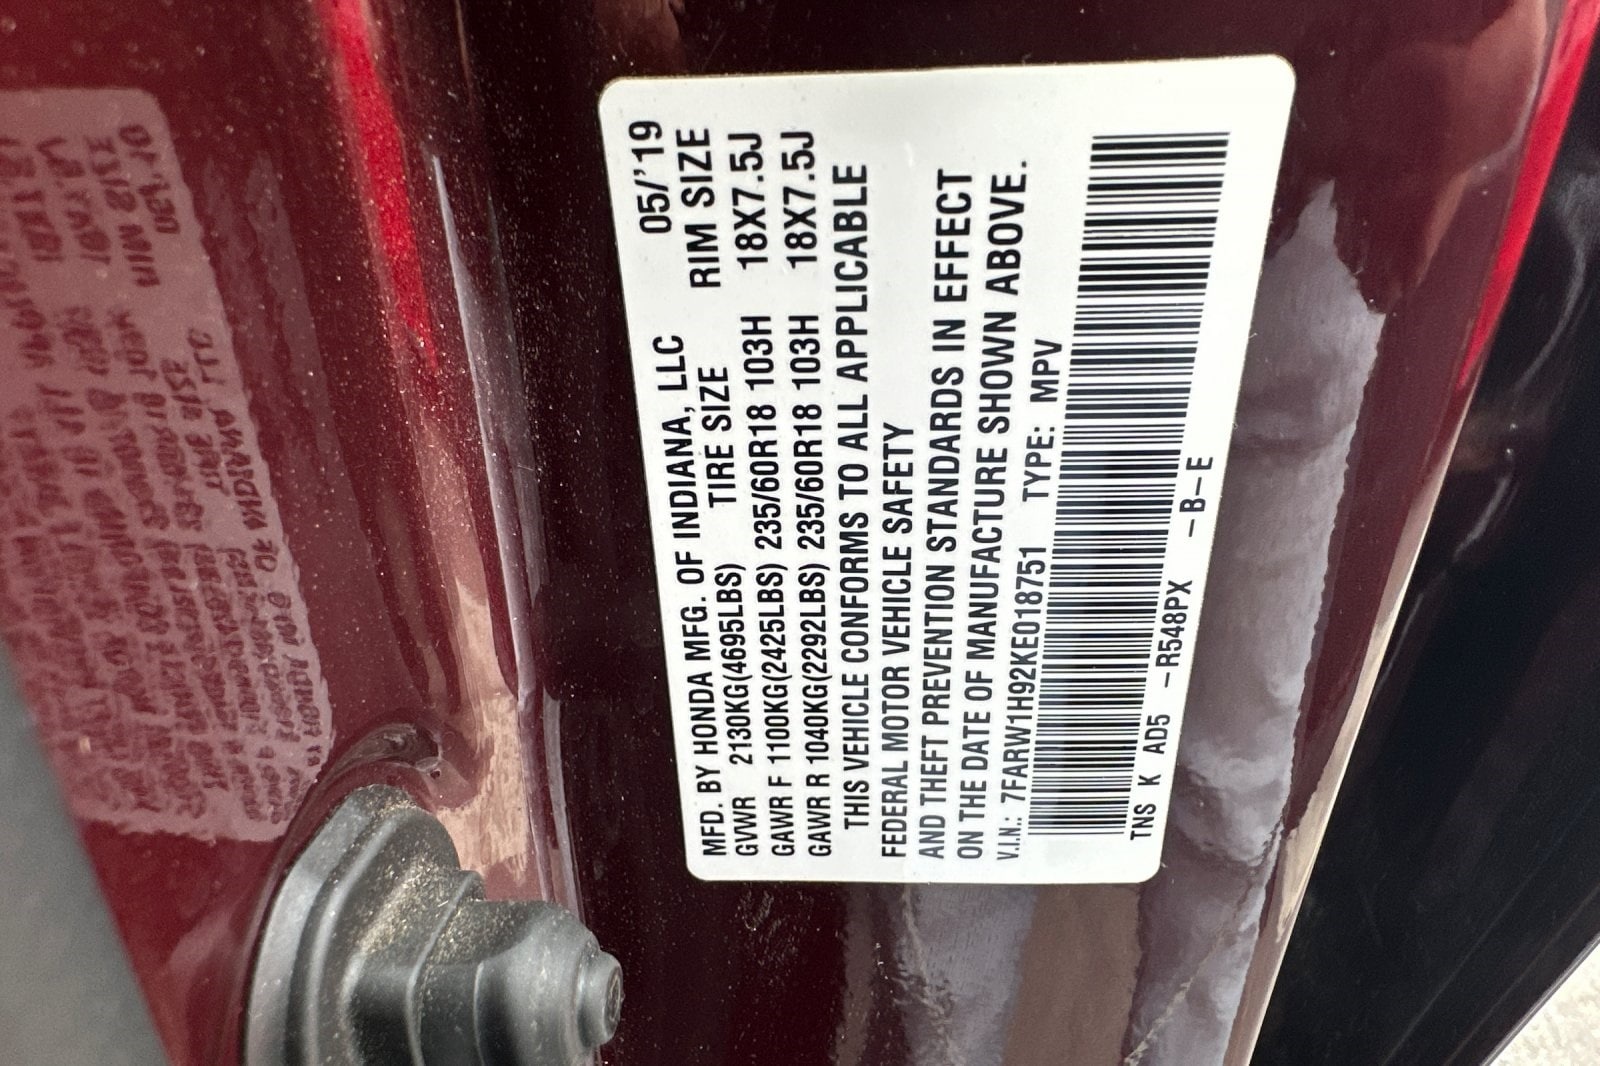 MFD. BY HONDA MFG. OF INDIANA, LLC 05/'19
GVWR 2130KG(4695LBS) TIRE SIZE RIM SIZE
GAWR F 1100KG(2425LBS) 235/60R18 103H 18X7.5J
GAWR R 1040KG(2292LBS) 235/60R18 103H 18X7.5J
THIS VEHICLE CONFORMS TO ALL APPLICABLE
FEDERAL MOTOR VEHICLE SAFETY
AND THEFT PREVENTION STANDARDS IN EFFECT
ON THE DATE OF MANUFACTURE SHOWN ABOVE.
V.I.N.: 7FARW1H92KE018751 TYPE: MPV
TNS K AD5 -R548PX -B-E